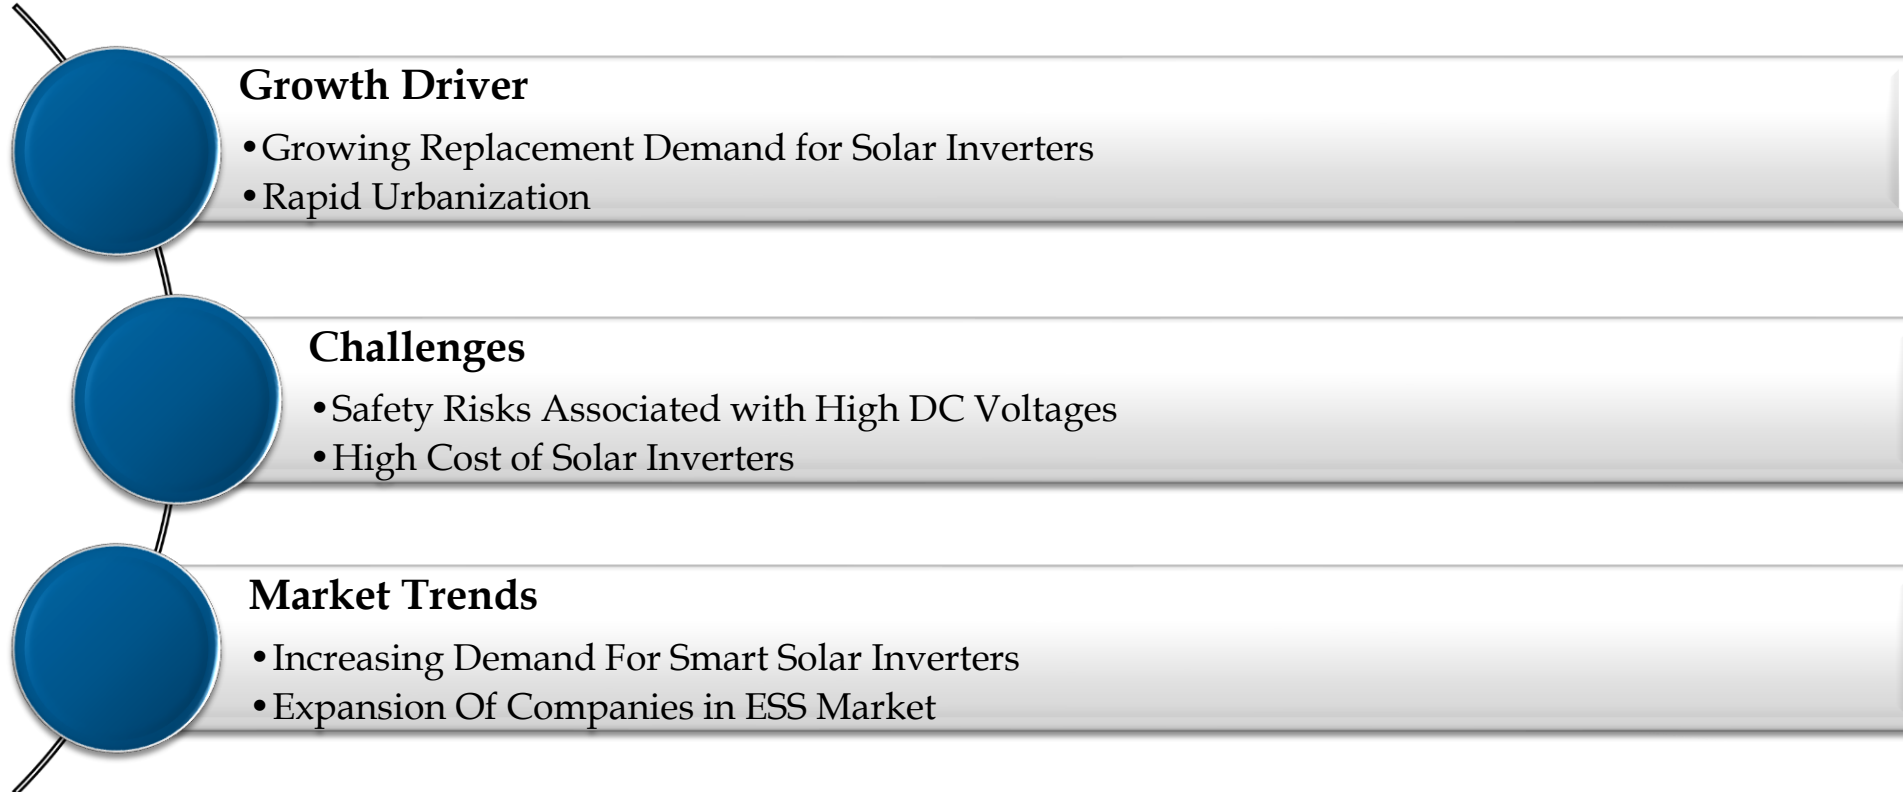 Growth Driver
•Growing Replacement Demand for Solar Inverters
•Rapid Urbanization
Challenges
•Safety Risks Associated with High DC Voltages
•High Cost of Solar Inverters
Market Trends
•Increasing Demand For Smart Solar Inverters
•Expansion Of Companies in ESS Market